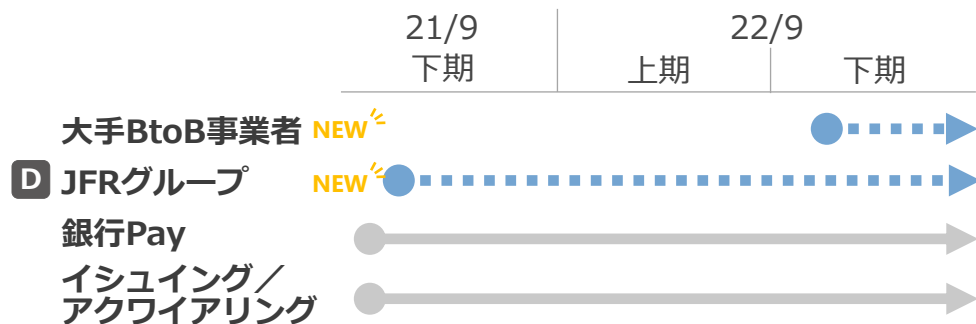 21/9
22/9
下期
上期
下期
大手BtoB事業者 NEW
D JFRグループ NEW
銀行Pay
イシュイング／
アクワイアリング